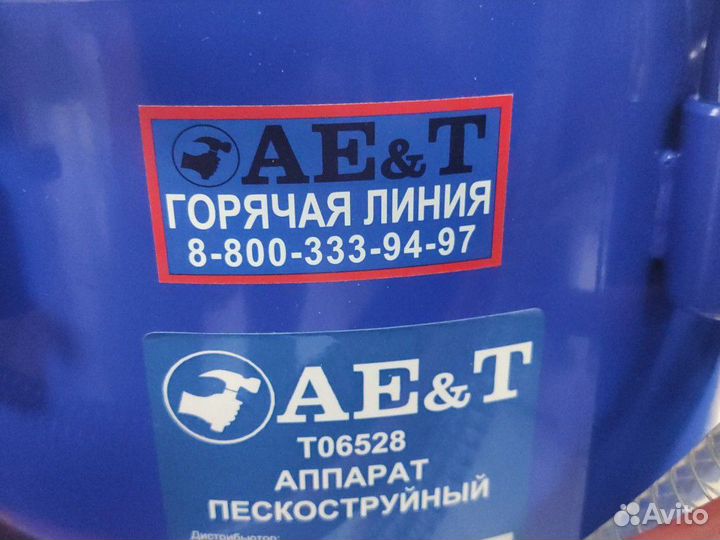 AE&T
ГОРЯЧАЯ ЛИНИЯ
8-800-333-94-97
AE&T
T06528
АППАРАТ
ПЕСКОСТРУЙНЫЙ
Дистрибьютор:
Avito